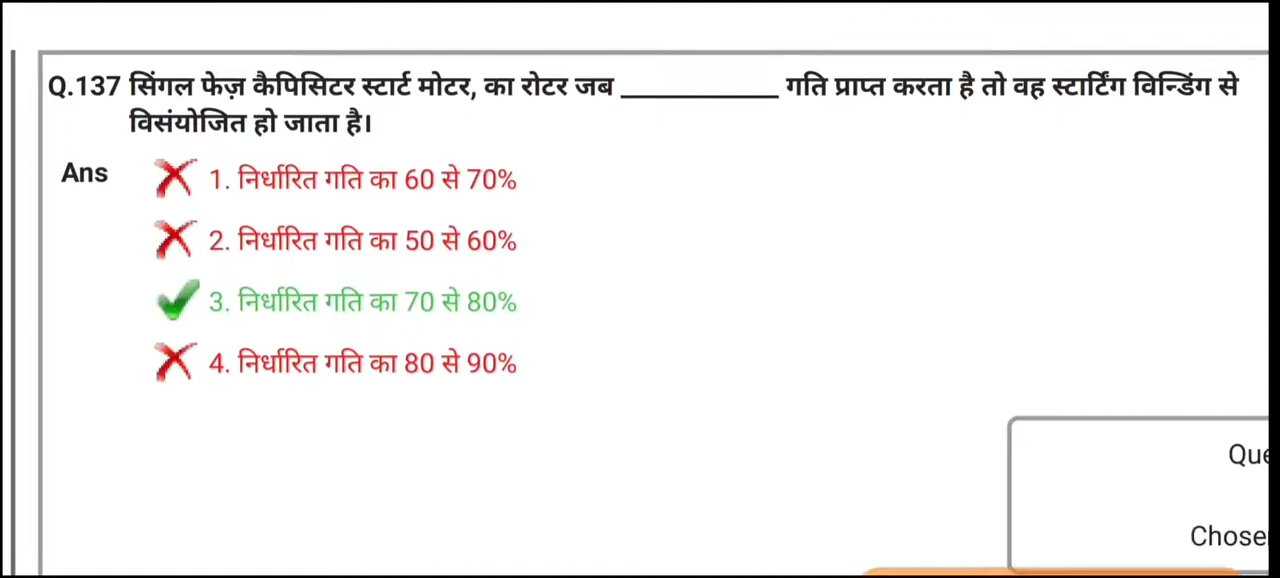 Q.137 सिंगल फेज़ कैपिसिटर स्टार्ट मोटर, का रोटर जब ___________ गति प्राप्त करता है तो वह स्टार्टिंग विन्डिंग से
विसंयोजित हो जाता है।
Ans 1. निर्धारित गति का 60 से 70%
2. निर्धारित गति का 50 से 60%
3. निर्धारित गति का 70 से 80%
4. निर्धारित गति का 80 से 90%
Que
Chose